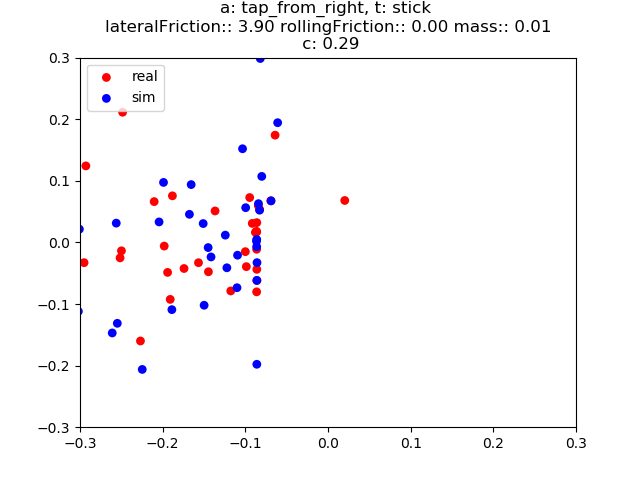 a: tap_from_right, t: stick
lateralFriction:: 3.90 rollingFriction:: 0.00 mass:: 0.01
c: 0.29
real
sim
0.3
0.2
0.1
0.0
−0.1
−0.2
−0.3
−0.3
−0.2
−0.1
0.0
0.1
0.2
0.3